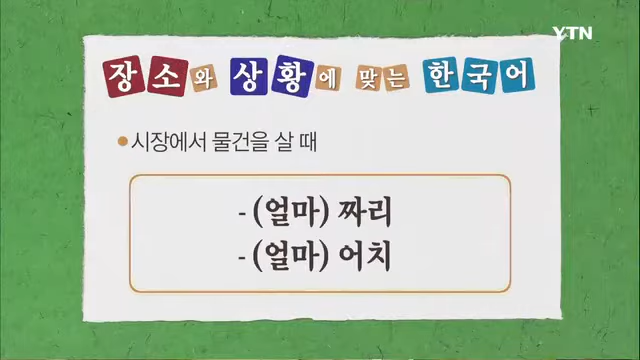 YTN
장소와 상황에 맞는 한국어
•시장에서 물건을 살 때
- (얼마) 짜리
- (얼마) 어치